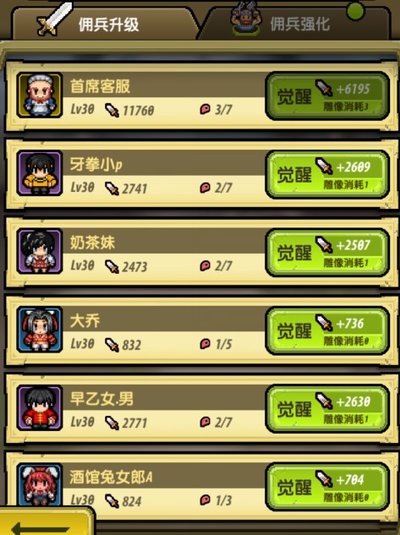 佣兵升级
佣兵强化
首席客服
Lv30 11760 3/7
觉醒 +6195
雕像消耗3
牙拳小p
Lv30 2741 2/7
觉醒 +2609
雕像消耗1
奶茶妹
Lv30 2473 2/7
觉醒 +2507
雕像消耗1
大乔
Lv30 832 1/5
觉醒 +736
雕像消耗0
早乙女.男
Lv30 2771 2/7
觉醒 +2630
雕像消耗1
酒馆兔女郎A
Lv30 824 1/3
觉醒 +704
雕像消耗0